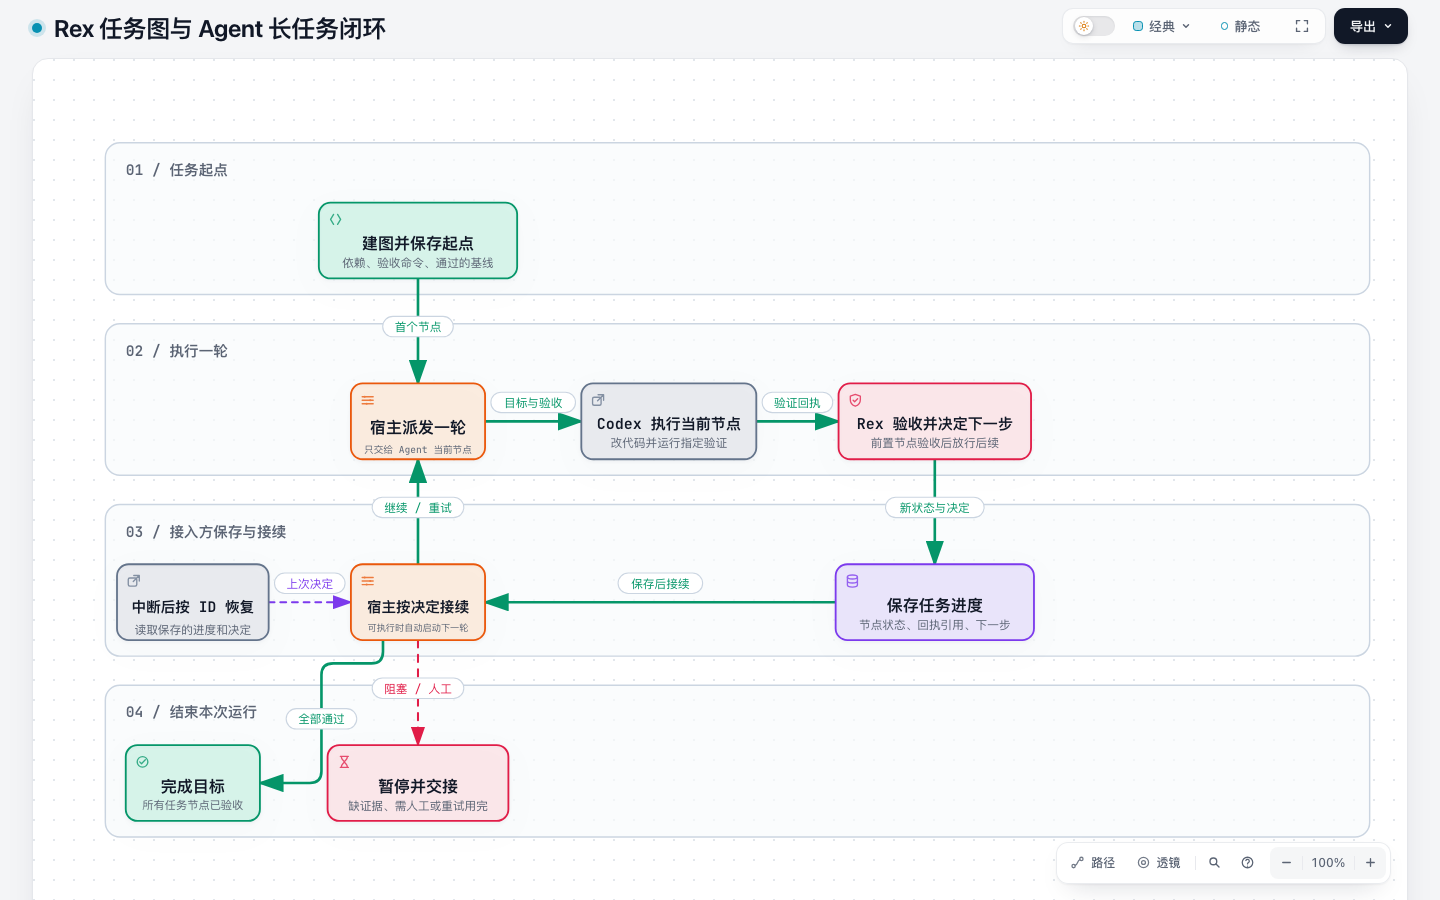 Rex 任务图与 Agent 长任务闭环
经典
静态
导出
01 / 任务起点
建图并保存起点
依赖、验收命令、通过的基线
首个节点
02 / 执行一轮
宿主派发一轮
只交给 Agent 当前节点
目标与验收
Codex 执行当前节点
改代码并运行指定验证
验证回执
Rex 验收并决定下一步
前置节点验收后放行后续
继续 / 重试
新状态与决定
03 / 接入方保存与接续
中断后按 ID 恢复
读取保存的进度和决定
上次决定
宿主按决定接续
可执行时自动启动下一轮
保存后接续
保存任务进度
节点状态、回执引用、下一步
阻塞 / 人工
04 / 结束本次运行
全部通过
完成目标
所有任务节点已验收
暂停并交接
缺证据、需人工或重试用完
路径
透镜
100%